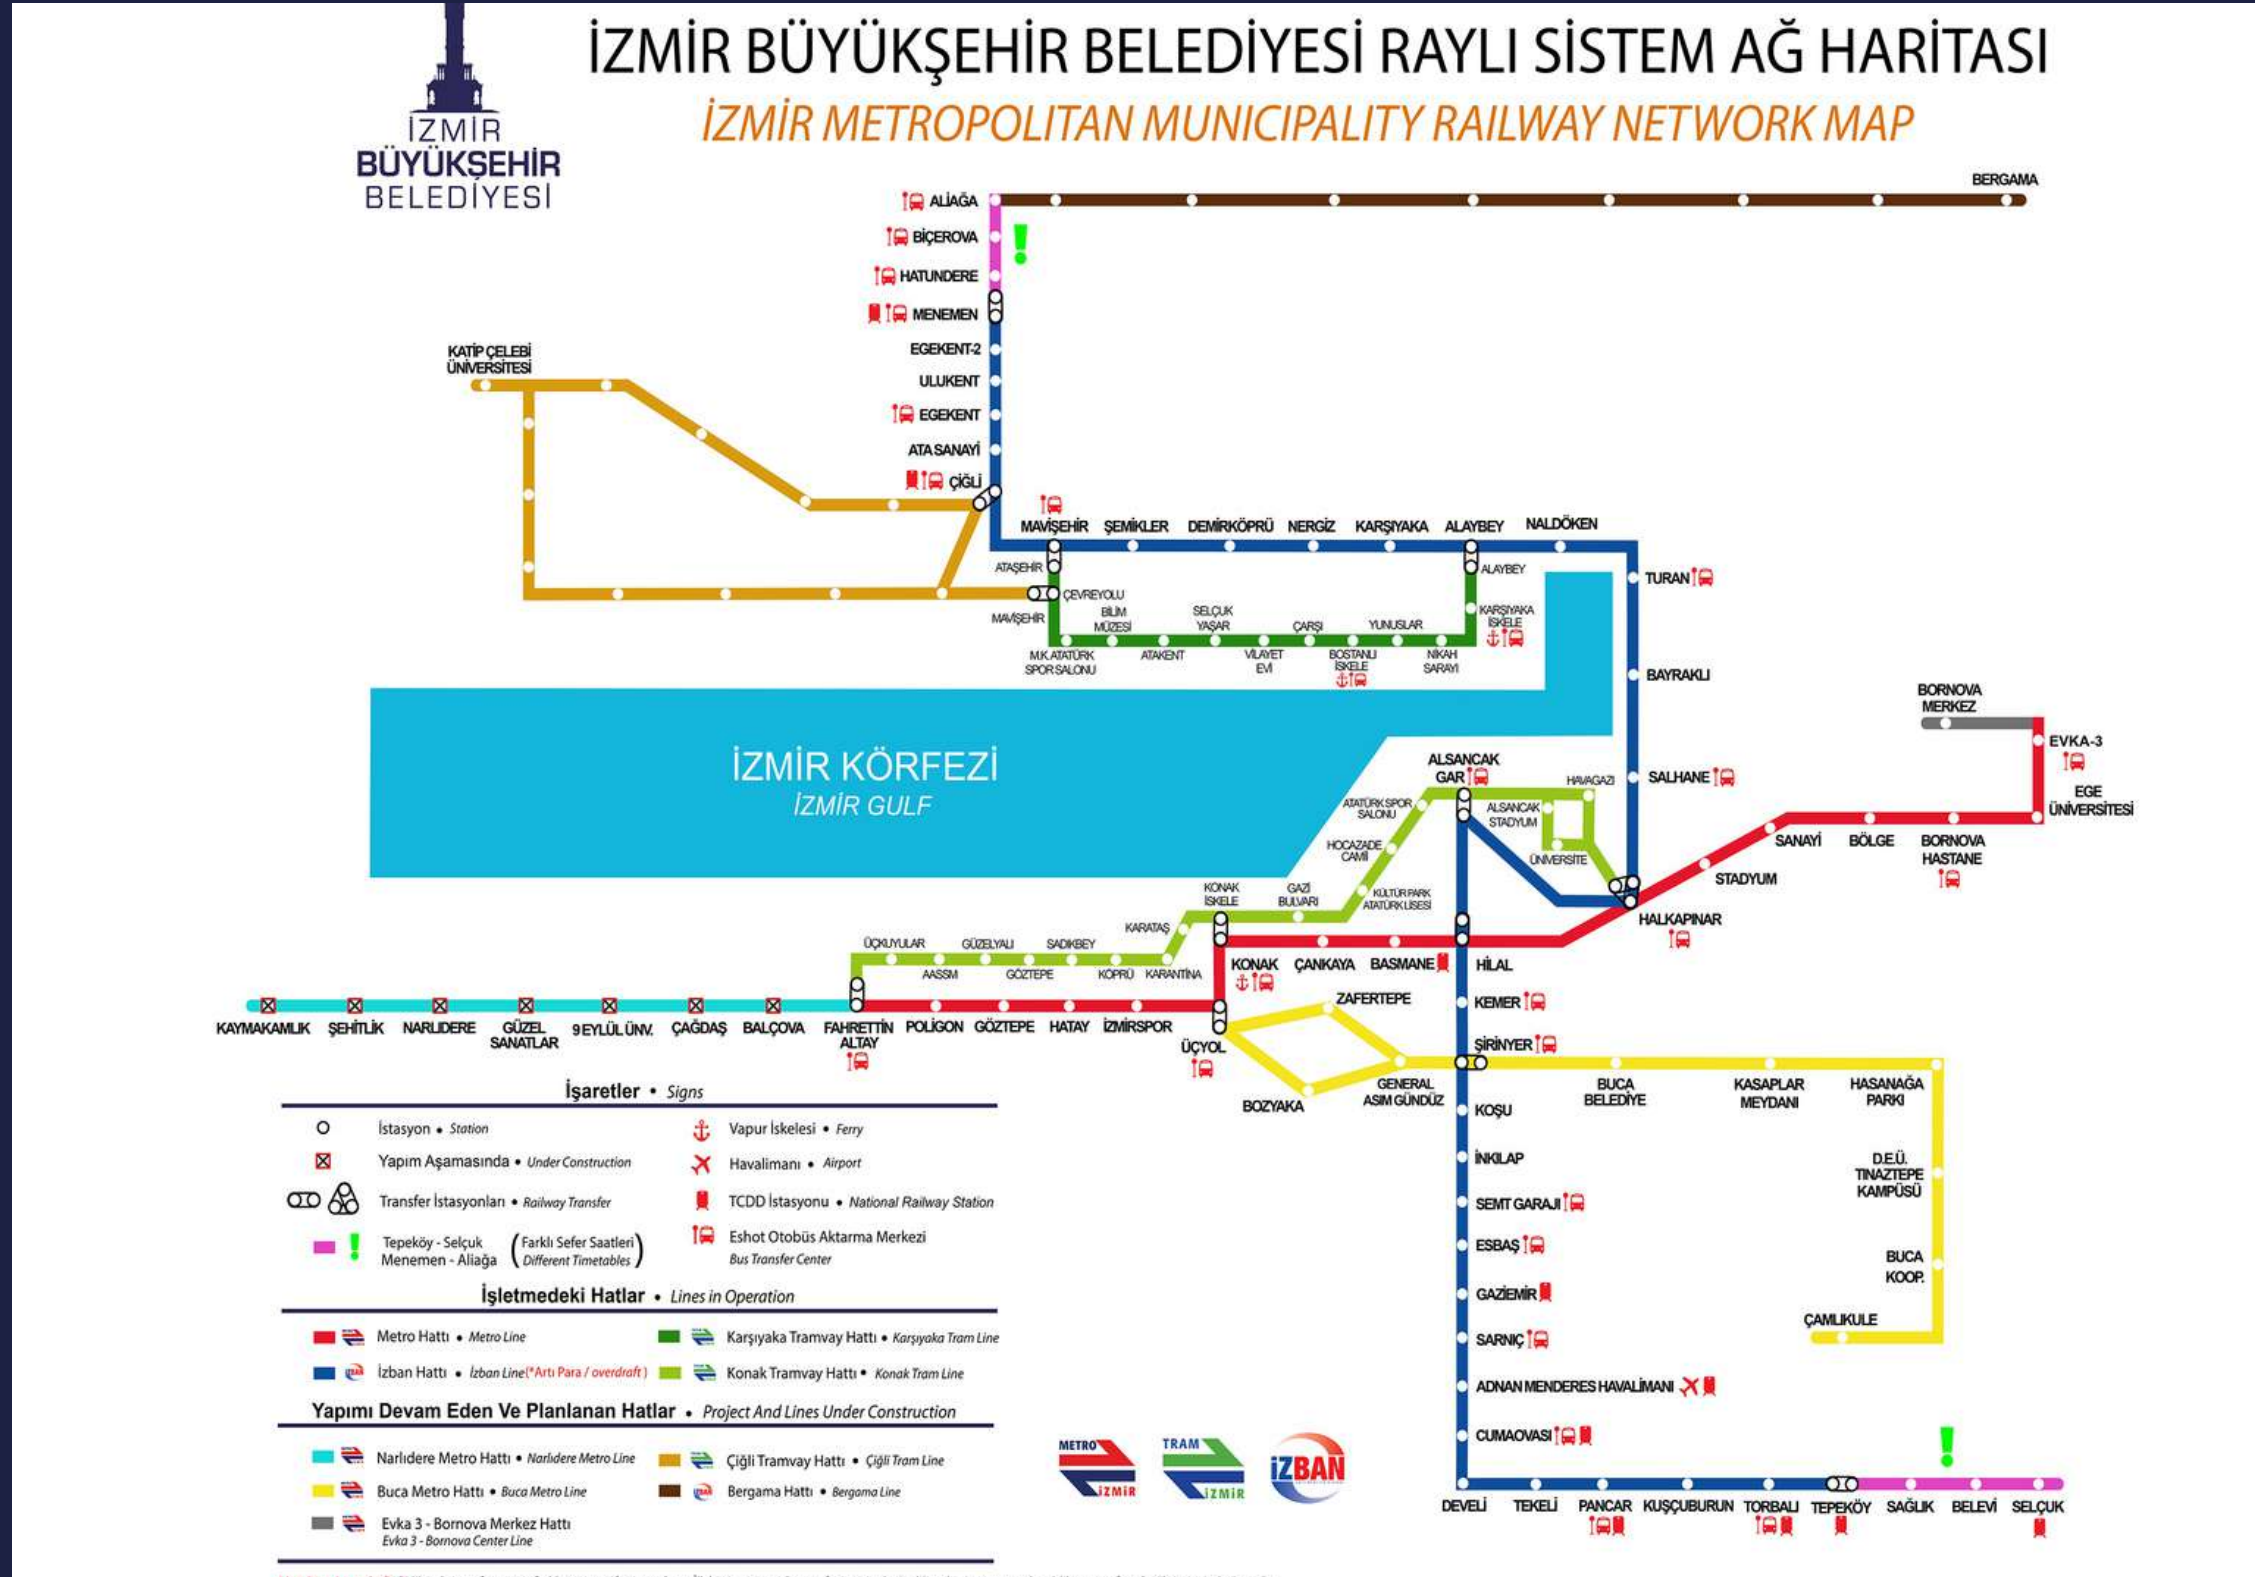 İZMİR BÜYÜKŞEHİR BELEDİYESİ RAYLI SİSTEM AĞ HARİTASI
İZMİR METROPOLITAN MUNICIPALITY RAILWAY NETWORK MAP
İZMİR
BÜYÜKŞEHİR
BELEDİYESİ
BERGAMA
ALİAĞA
BİÇEROVA
HATUNDERE
MENEMEN
EGEKENT-2
ULUKENT
EGEKENT
ATA SANAYİ
ÇİĞLİ
KATİP ÇELEBİ
ÜNİVERSİTESİ
MAVİŞEHİR
ŞEMİKLER
DEMİRKÖPRÜ
NERGİZ
KARŞIYAKA
ALAYBEY
NALDÖKEN
ATAŞEHİR
ÇEVREYOLU
MAVİŞEHİR
M.K.ATATÜRK
SPOR SALONU
BİLİM
MÜZESİ
ATAKENT
SELÇUK
YAŞAR
VİLAYET
EVİ
ÇARŞI
BOSTANLI
İSKELE
YUNUSLAR
NİKAH
SARAYI
KARŞIYAKA
İSKELE
ALAYBEY
TURAN
BAYRAKLI
SALHANE
İZMİR KÖRFEZİ
İZMİR GULF
BORNOVA
MERKEZ
EVKA-3
EGE
ÜNİVERSİTESİ
BORNOVA
HASTANE
BÖLGE
SANAYİ
STADYUM
HALKAPINAR
ALSANCAK
GAR
HAVAGAZI
ALSANCAK
STADYUM
ÜNİVERSİTE
ATATÜRK SPOR
SALONU
HOCAZADE
CAMİİ
KÜLTÜR PARK
ATATÜRK LİSESİ
GAZİ
BULVARI
KONAK
İSKELE
KARATAŞ
KARANTİNA
KÖPRÜ
SADIKBEY
GÖZTEPE
GÜZELYALI
AASSM
ÜÇKUYULAR
KONAK
ÇANKAYA
BASMANE
HİLAL
KAYMAKAMLIK
ŞEHİTLİK
NARLIDERE
GÜZEL
SANATLAR
9 EYLÜL ÜNV.
ÇAĞDAŞ
BALÇOVA
FAHRETTİN
ALTAY
POLİGON
GÖZTEPE
HATAY
İZMİRSPOR
ÜÇYOL
ZAFERTEPE
BOZYAKA
GENERAL
ASIM GÜNDÜZ
KEMER
ŞİRİNYER
BUCA
BELEDİYE
KASAPLAR
MEYDANI
HASANAĞA
PARKI
D.E.Ü.
TINAZTEPE
KAMPÜSÜ
BUCA
KOOP.
ÇAMLIKULE
KOŞU
İNKILAP
SEMT GARAJI
ESBAŞ
GAZİEMİR
SARNIÇ
ADNAN MENDERES HAVALİMANI
CUMAOVASI
DEVELİ
TEKELİ
PANCAR
KUŞÇUBURUN
TORBALI
TEPEKÖY
SAĞLIK
BELEVİ
SELÇUK
İşaretler • Signs
İstasyon • Station
Yapım Aşamasında • Under Construction
Transfer İstasyonları • Railway Transfer
Tepeköy - Selçuk
Menemen - Aliağa
(Farklı Sefer Saatleri
Different Timetables)
Vapur İskelesi • Ferry
Havalimanı • Airport
TCDD İstasyonu • National Railway Station
Eshot Otobüs Aktarma Merkezi
Bus Transfer Center
İşletmedeki Hatlar • Lines in Operation
Metro Hattı • Metro Line
İzban Hattı • İzban Line(*Artı Para / overdraft)
Karşıyaka Tramvay Hattı • Karşıyaka Tram Line
Konak Tramvay Hattı • Konak Tram Line
Yapımı Devam Eden Ve Planlanan Hatlar • Project And Lines Under Construction
Narlıdere Metro Hattı • Narlıdere Metro Line
Buca Metro Hattı • Buca Metro Line
Evka 3 - Bornova Merkez Hattı
Evka 3 - Bornova Center Line
Çiğli Tramvay Hattı • Çiğli Tram Line
Bergama Hattı • Bergama Line
METRO
İZMİR
TRAM
İZMİR
İZBAN